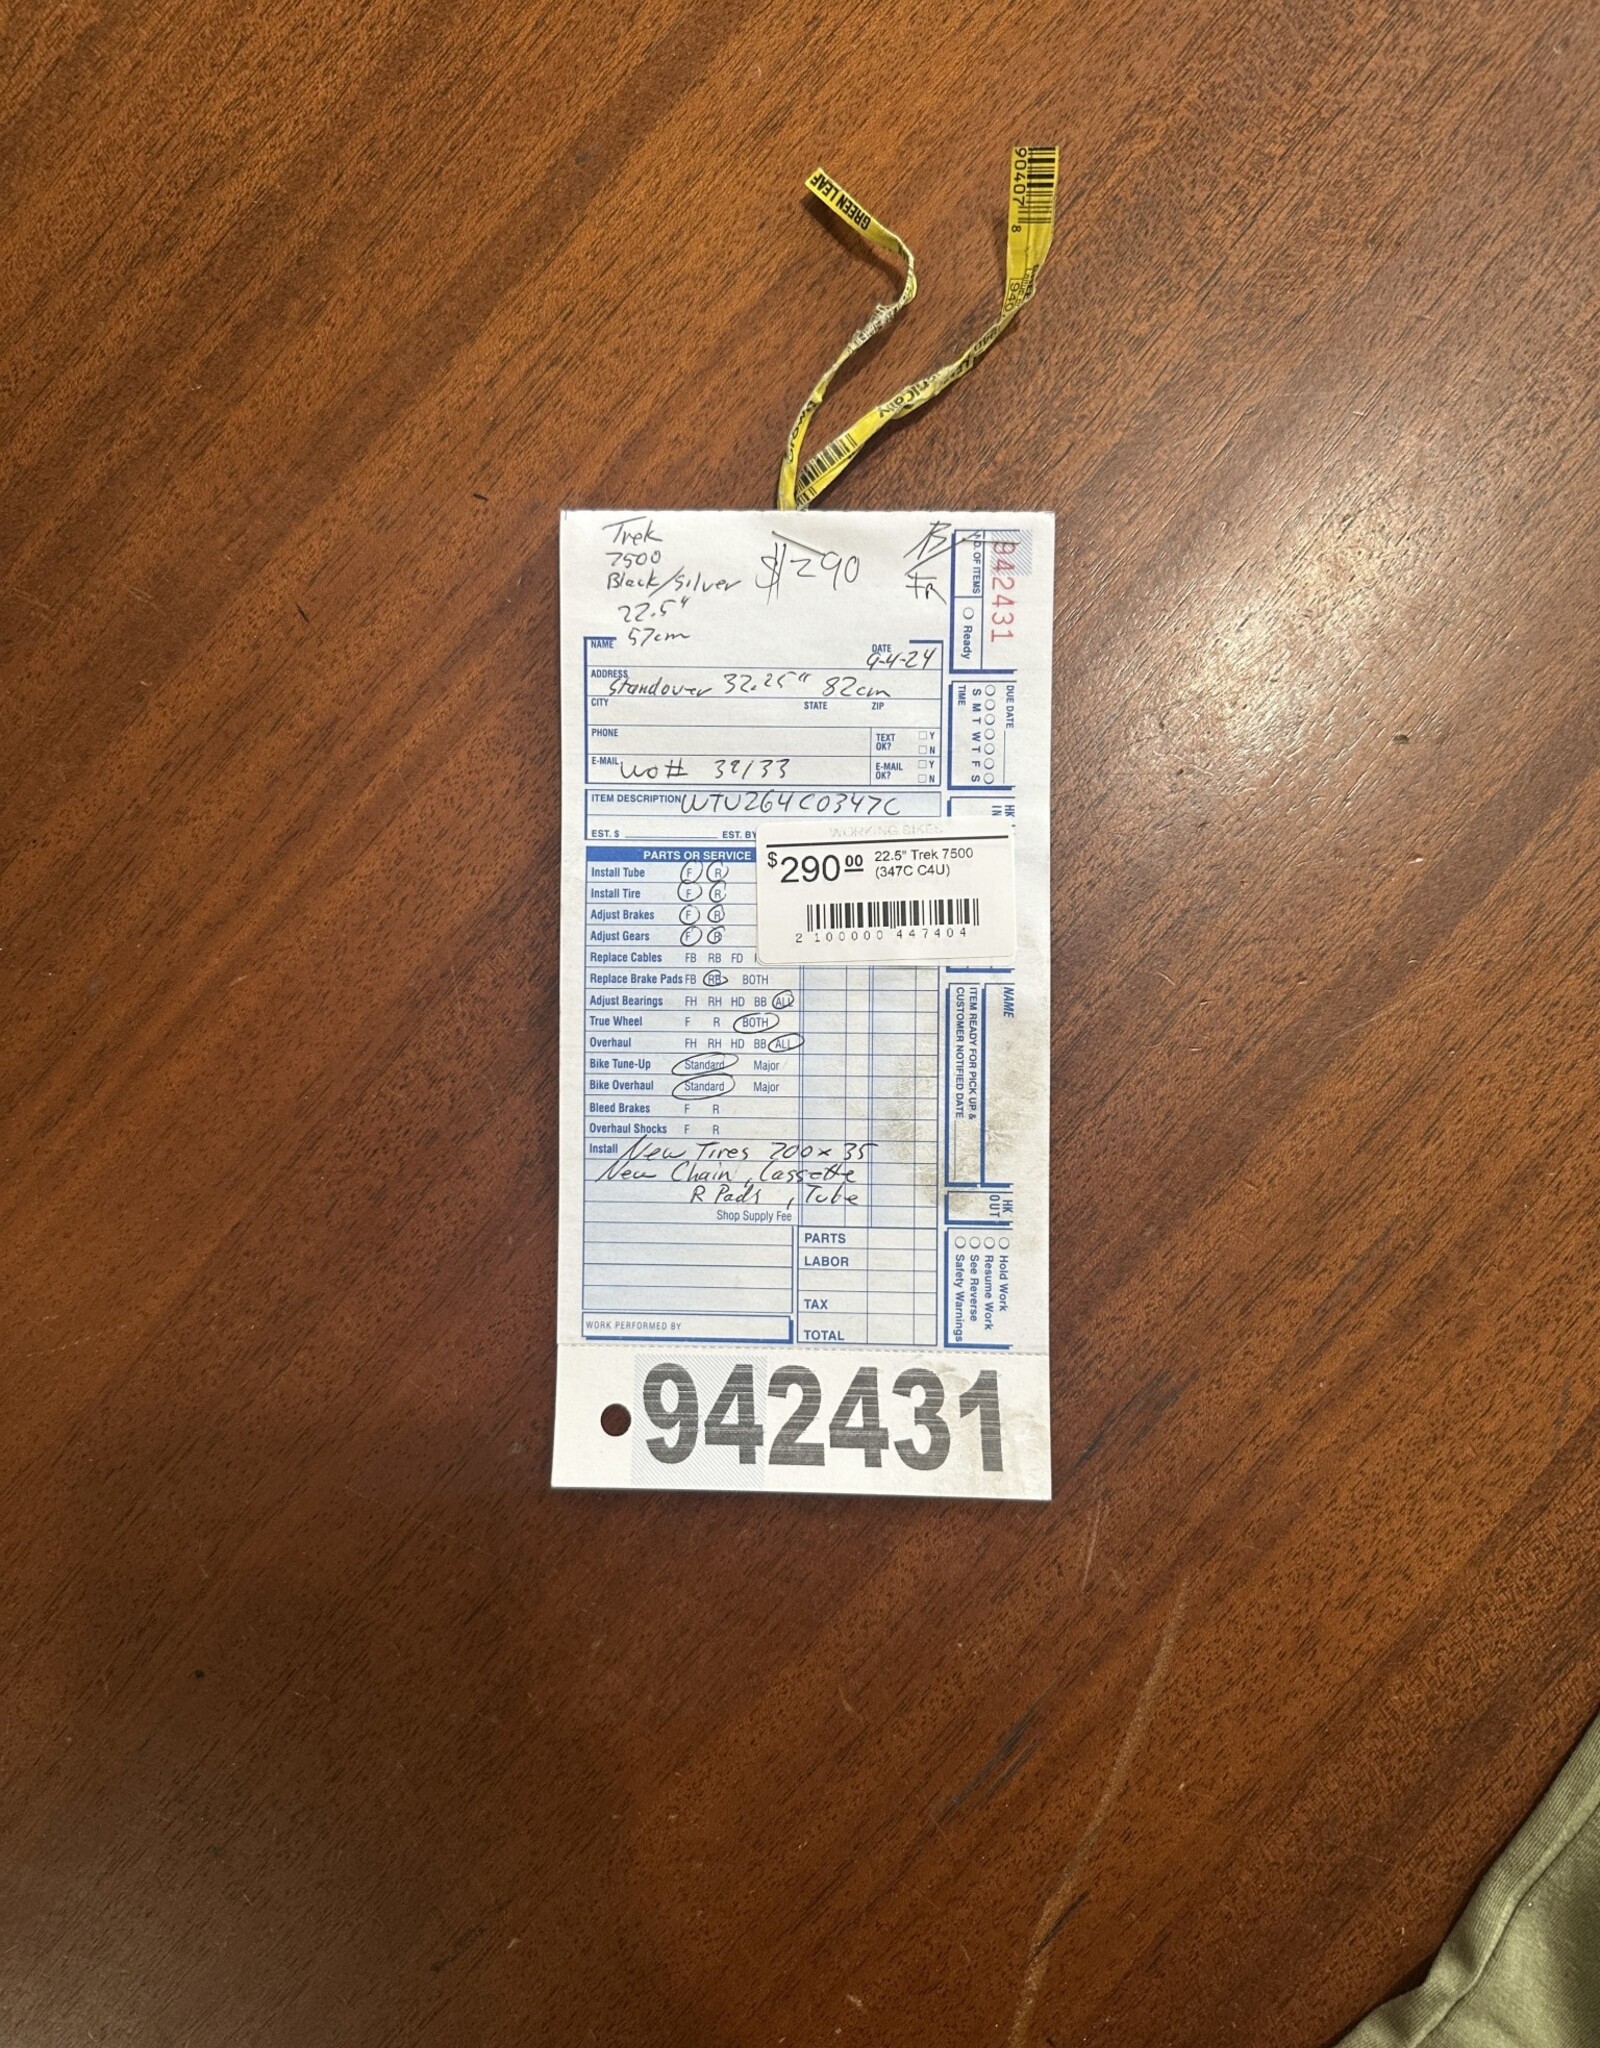 GREEN LEAF
90407 8
Trek
7500
Black/Silver
22.5"
57cm
$290
FR
NAME
DATE
9-4-24
ADDRESS
Standover 32.25" 82cm
CITY STATE ZIP
PHONE
TEXT OK? Y N
E-MAIL
WO# 39133
E-MAIL OK? Y N
ITEM DESCRIPTION WTU264C0347C
EST. $ EST. BY
WORKING BIKES
$290.00
22.5" Trek 7500
(347C C4U)
2 100000 447404
PARTS OR SERVICE
Install Tube F R
Install Tire F R
Adjust Brakes F R
Adjust Gears F R
Replace Cables FB RB FD
Replace Brake Pads FB RB BOTH
Adjust Bearings FH RH HD BB ALL
True Wheel F R BOTH
Overhaul FH RH HD BB ALL
Bike Tune-Up Standard Major
Bike Overhaul Standard Major
Bleed Brakes F R
Overhaul Shocks F R
Install New Tires 700x35
New Chain, Cassette
R Pads, Tube
Shop Supply Fee
PARTS
LABOR
TAX
TOTAL
WORK PERFORMED BY
942431
942431
NO. OF ITEMS
Ready
DUE DATE
S M T W T F S
TIME
HK IN
NAME
ITEM READY FOR PICK UP &
CUSTOMER NOTIFIED DATE
HK OUT
Hold Work
Resume Work
See Reverse
Safety Warnings